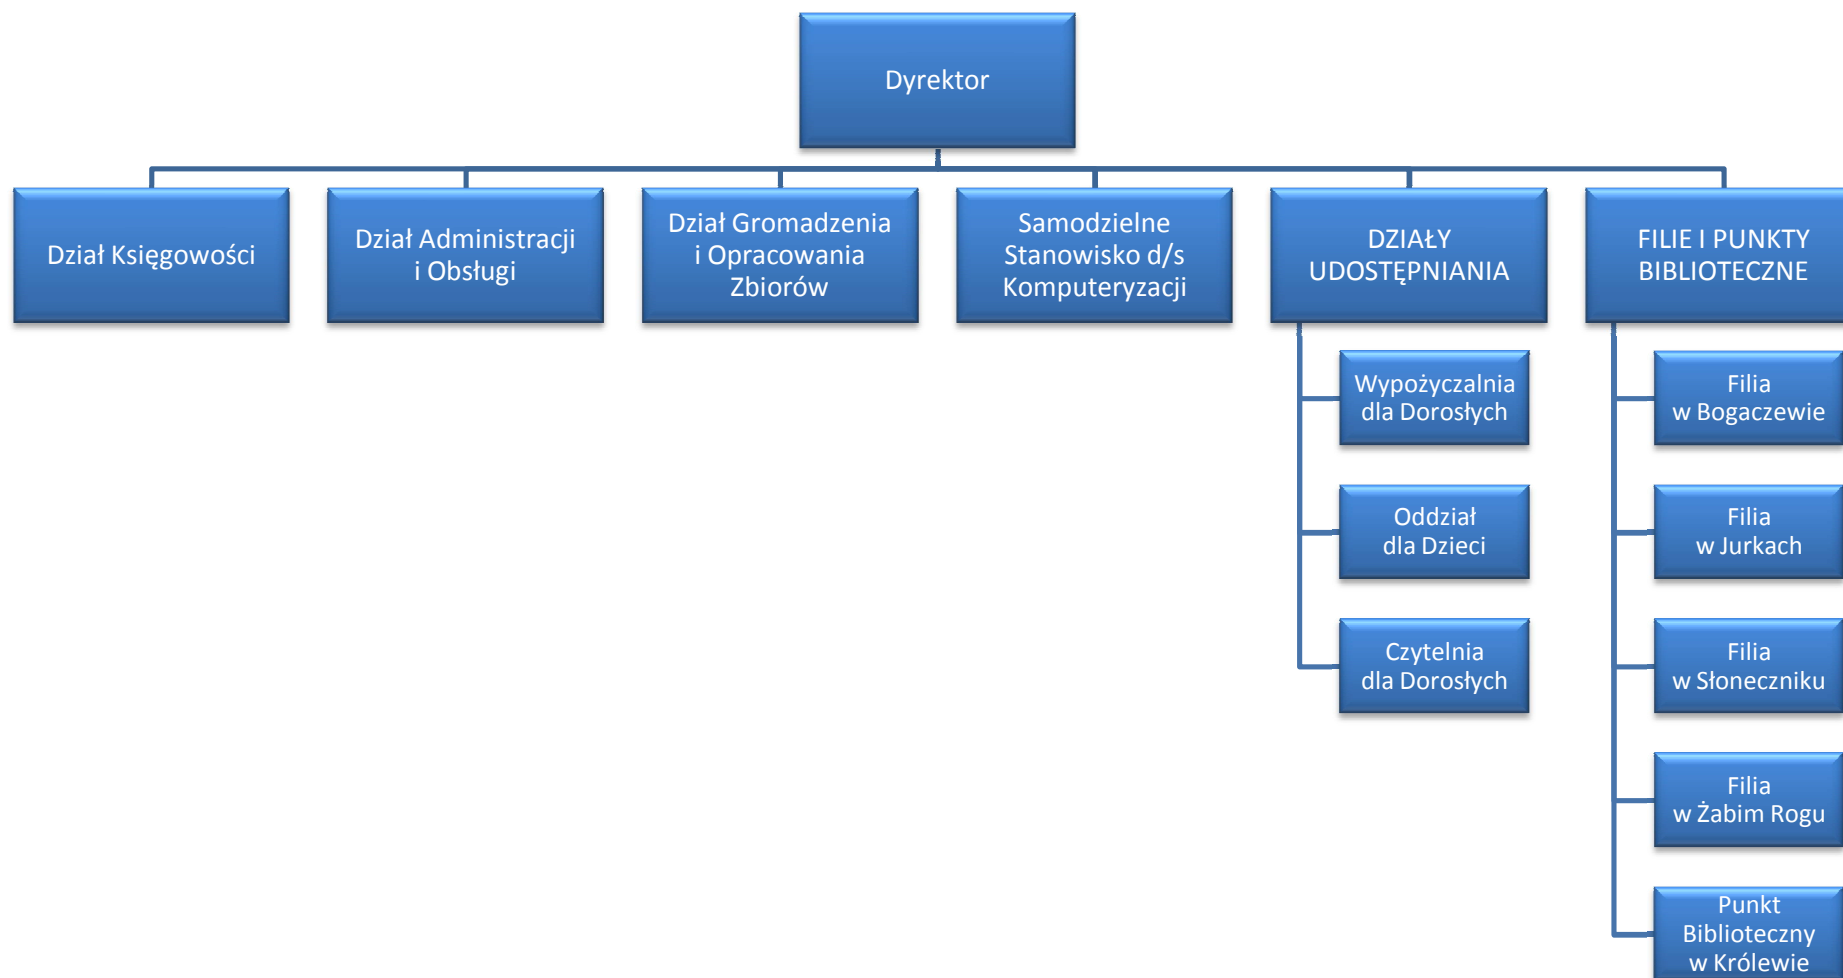 Dyrektor
Dział Księgowości
Dział Administracji
i Obsługi
Dział Gromadzenia
i Opracowania
Zbiorów
Samodzielne
Stanowisko d/s
Komputeryzacji
DZIAŁY
UDOSTĘPNIANIA
FILIE I PUNKTY
BIBLIOTECZNE
Wypożyczalnia
dla Dorosłych
Oddział
dla Dzieci
Czytelnia
dla Dorosłych
Filia
w Bogaczewie
Filia
w Jurkach
Filia
w Słoneczniku
Filia
w Żabim Rogu
Punkt
Biblioteczny
w Królewie